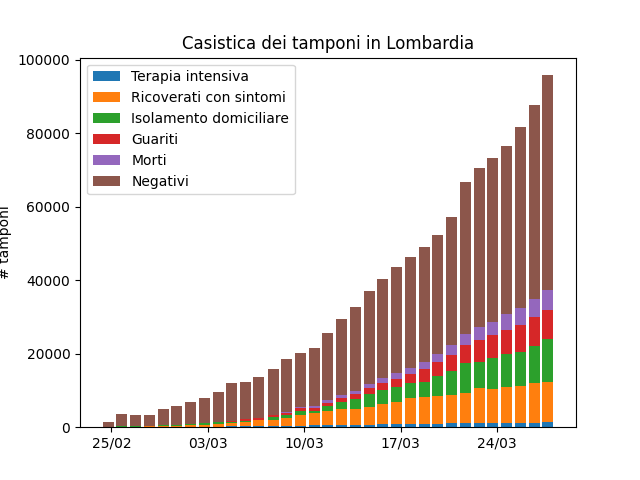 Casistica dei tamponi in Lombardia
100000
80000
60000
40000
20000
0
# tamponi
Terapia intensiva
Ricoverati con sintomi
Isolamento domiciliare
Guariti
Morti
Negativi
25/02 03/03 10/03 17/03 24/03